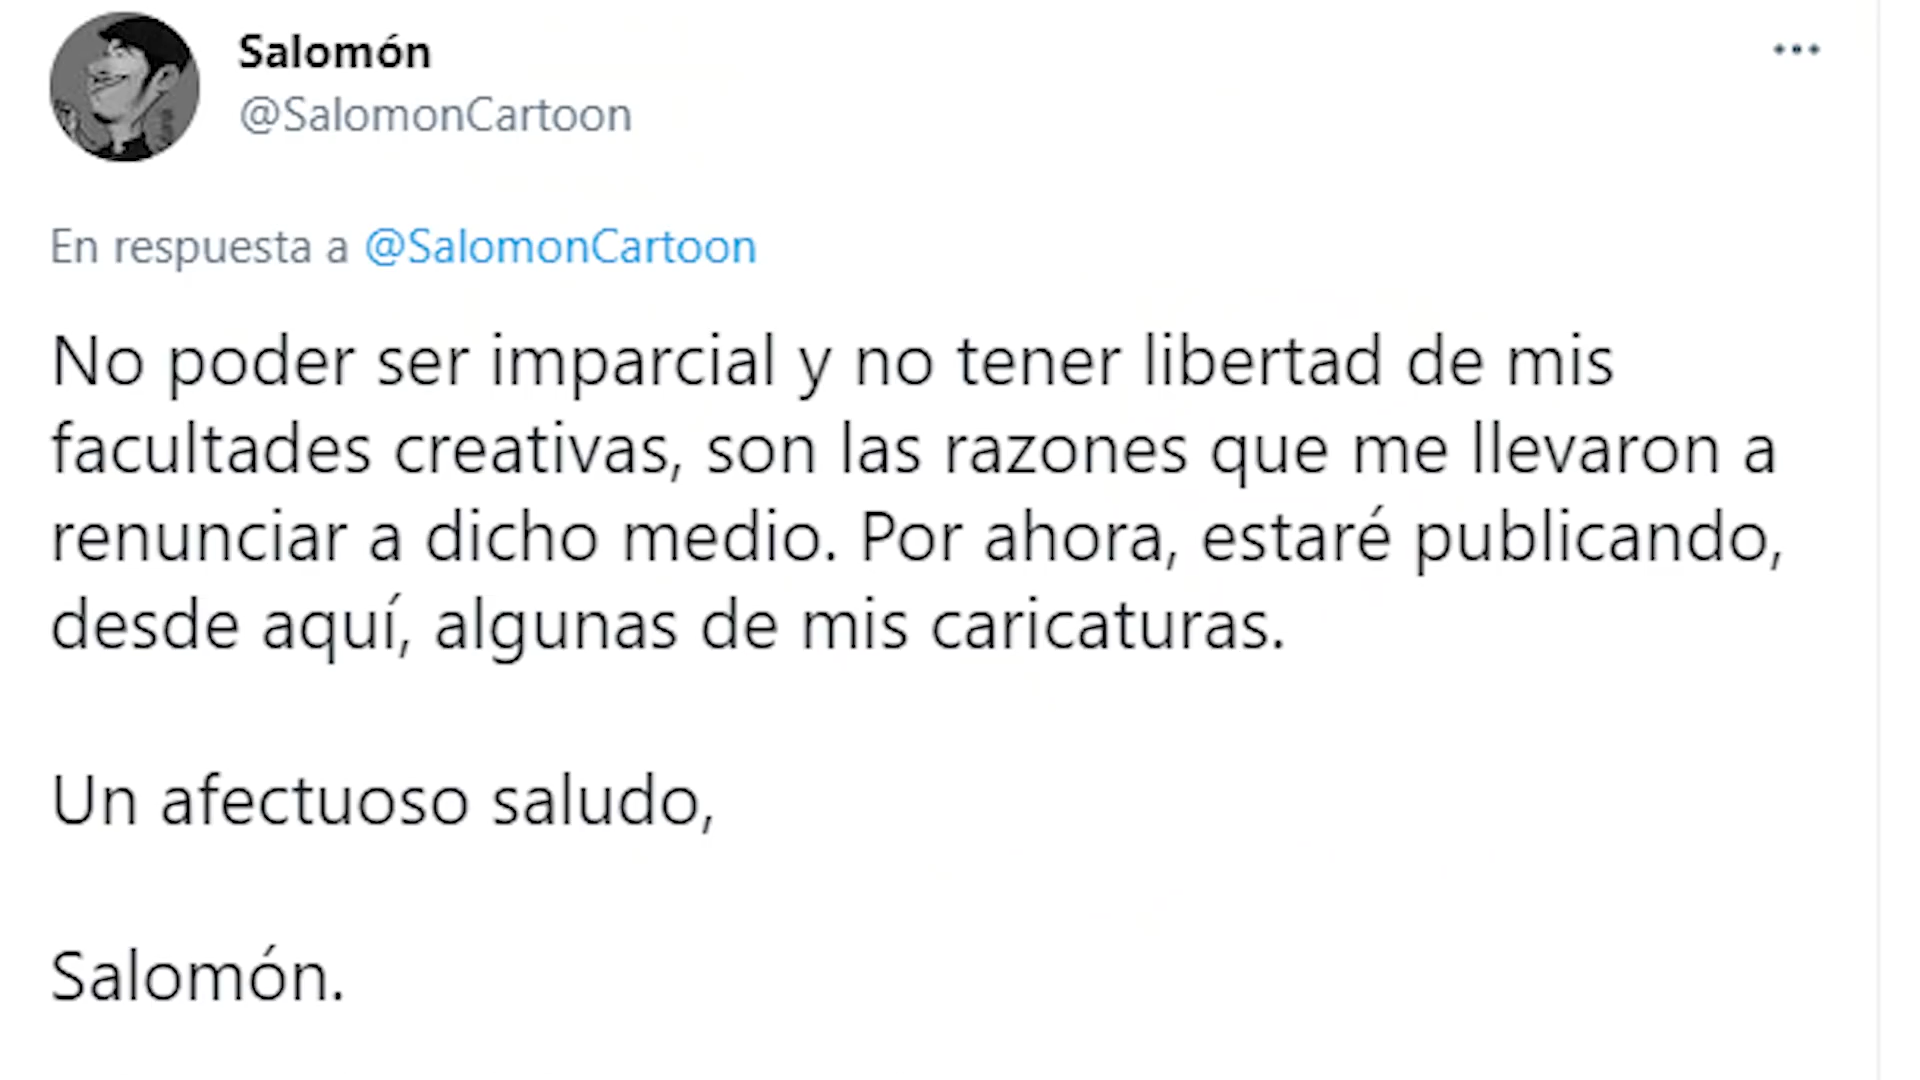 Salomón
@SalomonCartoon
En respuesta a @SalomonCartoon
No poder ser imparcial y no tener libertad de mis
facultades creativas, son las razones que me llevaron a
renunciar a dicho medio. Por ahora, estaré publicando,
desde aquí, algunas de mis caricaturas.
Un afectuoso saludo,
Salomón.